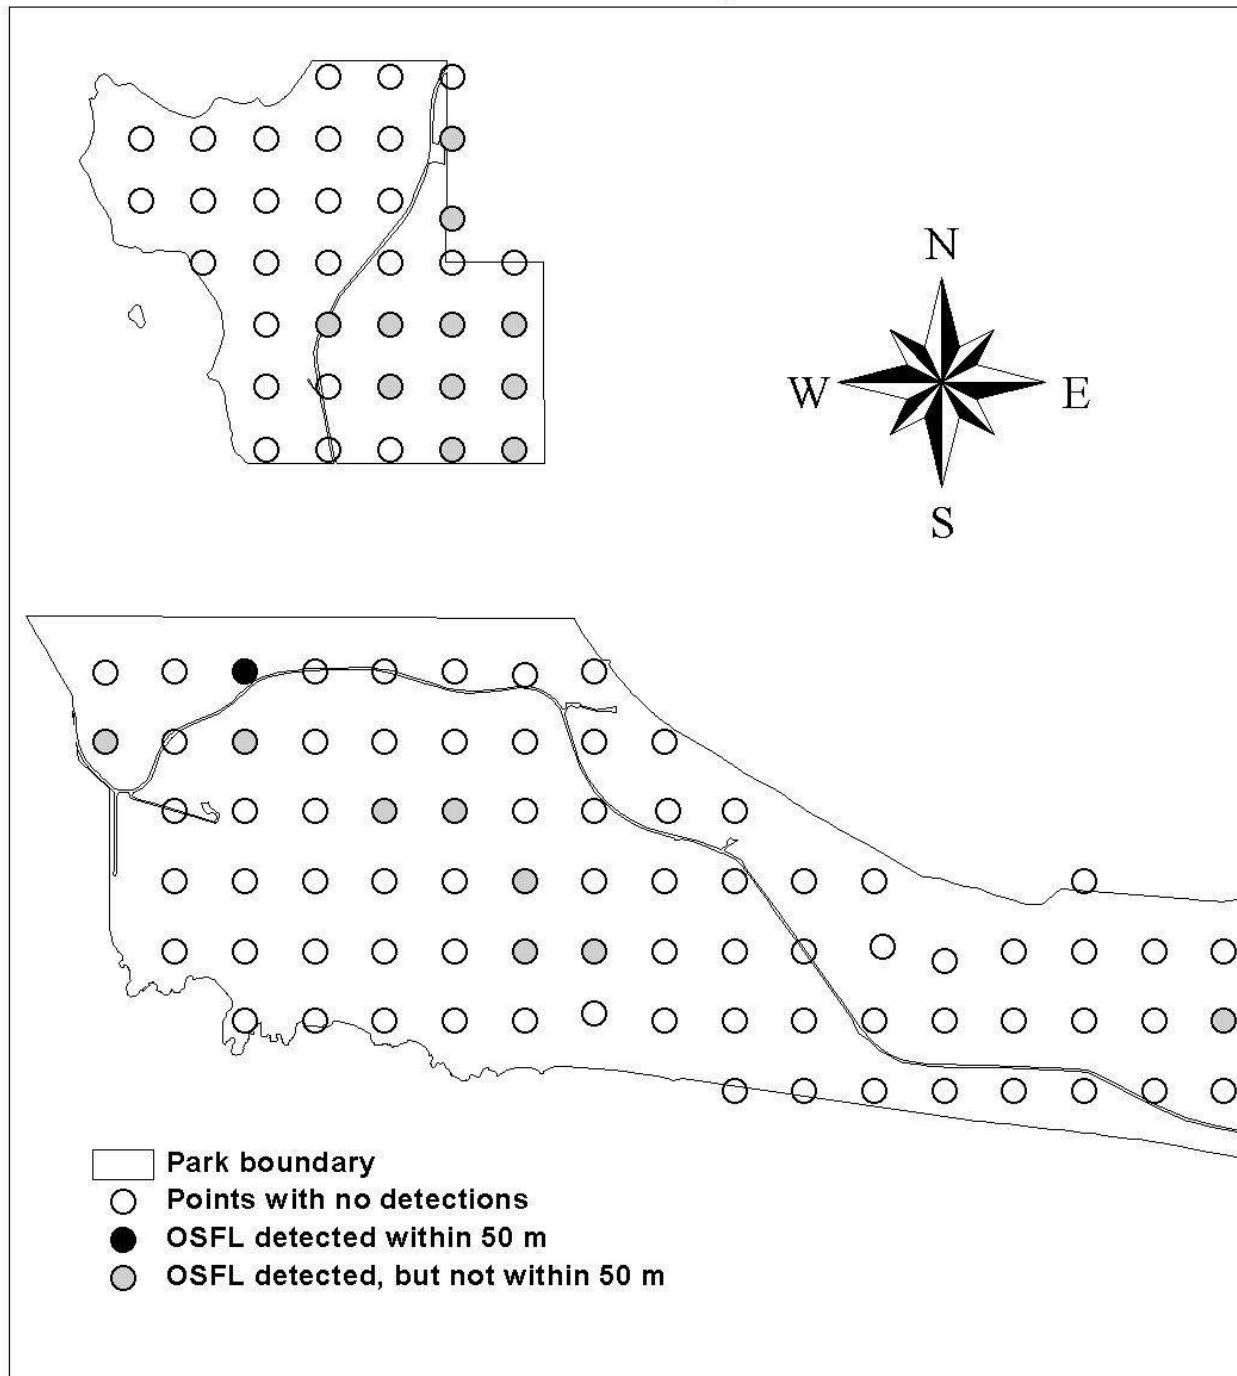 N
W
E
S
Park boundary
Points with no detections
OSFL detected within 50 m
OSFL detected, but not within 50 m